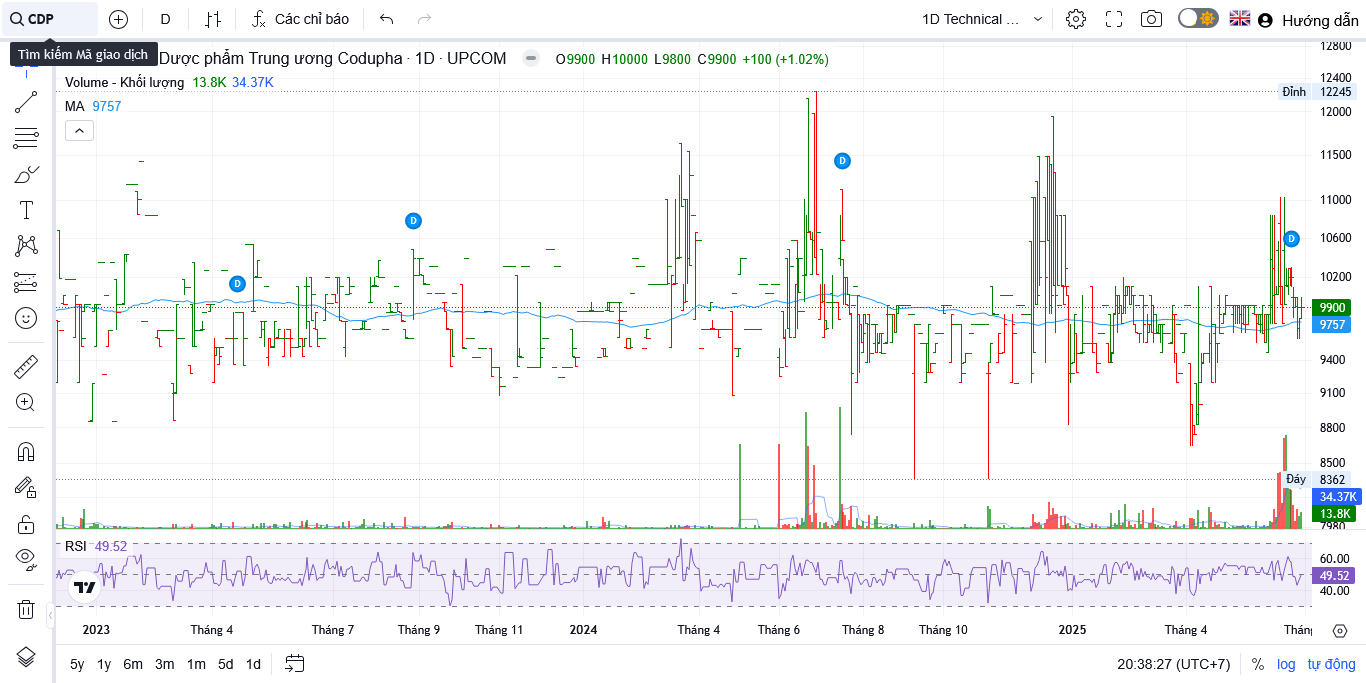 CDP
D
Các chỉ báo
1D Technical ...
Hướng dẫn
Tìm kiếm Mã giao dịch
Dược phẩm Trung ương Codupha · 1D · UPCOM
O9900 H10000 L9800 C9900 +100 (+1.02%)
Volume - Khối lượng 13.8K 34.37K
MA 9757
12800
12400
Đỉnh 12245
12000
11500
11000
10600
10200
9900
9757
9400
9100
8800
8500
Đáy 8362
34.37K
13.8K
7980
D
D
D
D
RSI 49.52
60.00
49.52
40.00
2023 Tháng 4 Tháng 7 Tháng 9 Tháng 11 2024 Tháng 4 Tháng 6 Tháng 8 Tháng 10 2025 Tháng 4
5y 1y 6m 3m 1m 5d 1d
20:38:27 (UTC+7) % log tự động